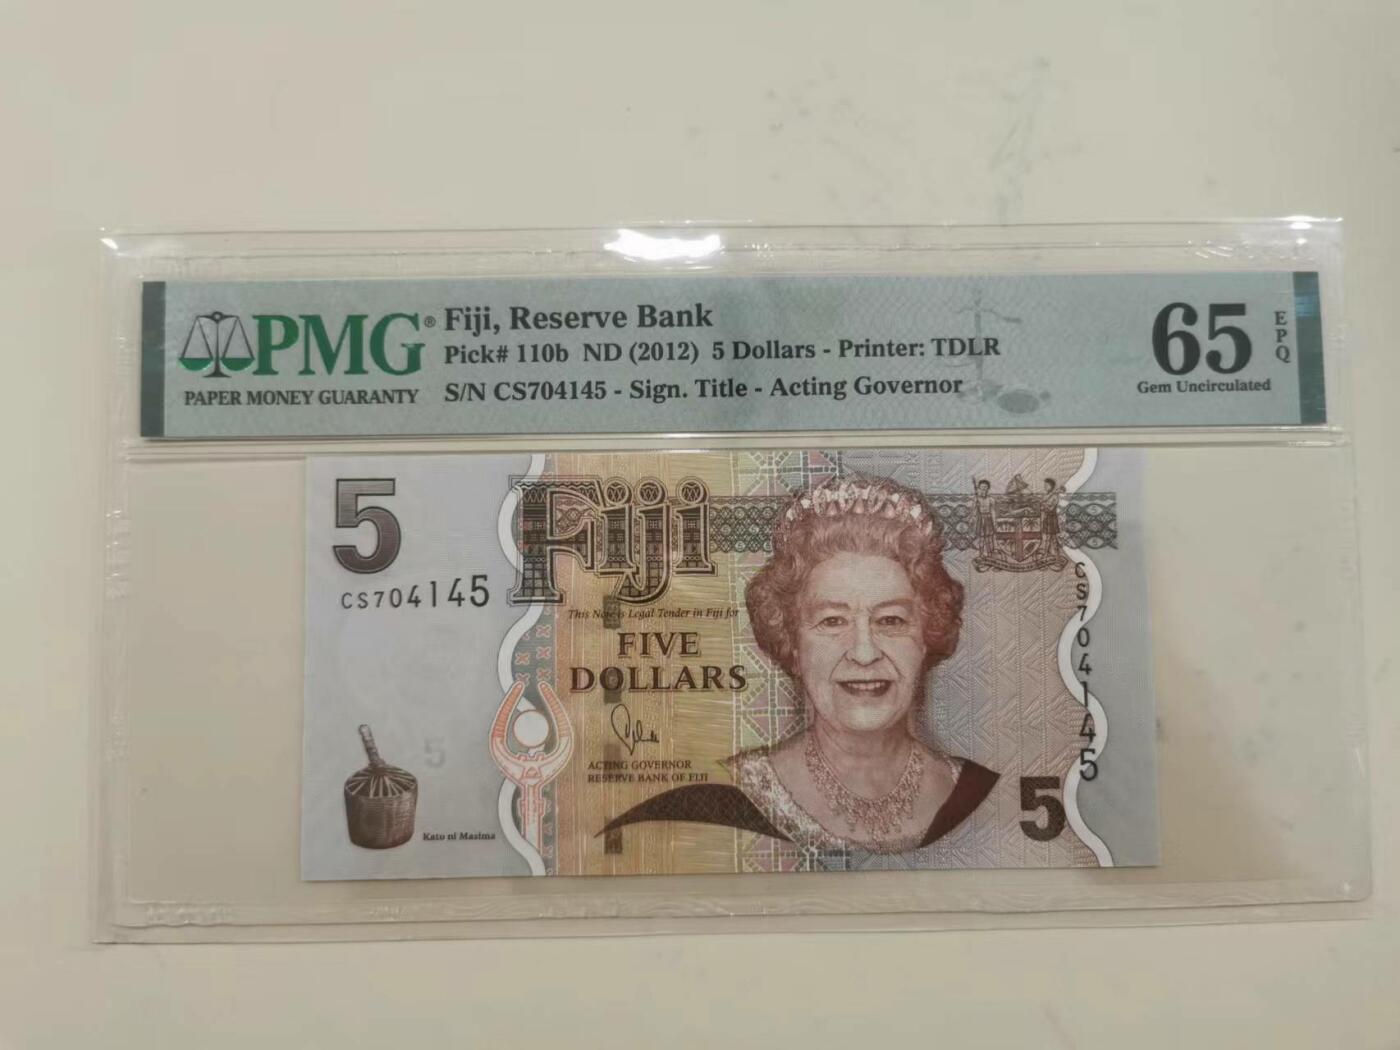 PMG®
PAPER MONEY GUARANTY
Fiji, Reserve Bank
Pick# 110b ND (2012) 5 Dollars - Printer: TDLR
S/N CS704145 - Sign. Title - Acting Governor
65
EPQ
Gem Uncirculated
5
CS704145
Fiji
This Note is Legal Tender in Fiji for
FIVE
DOLLARS
ACTING GOVERNOR
RESERVE BANK OF FIJI
5
Kato ni Masima
CS704145
5